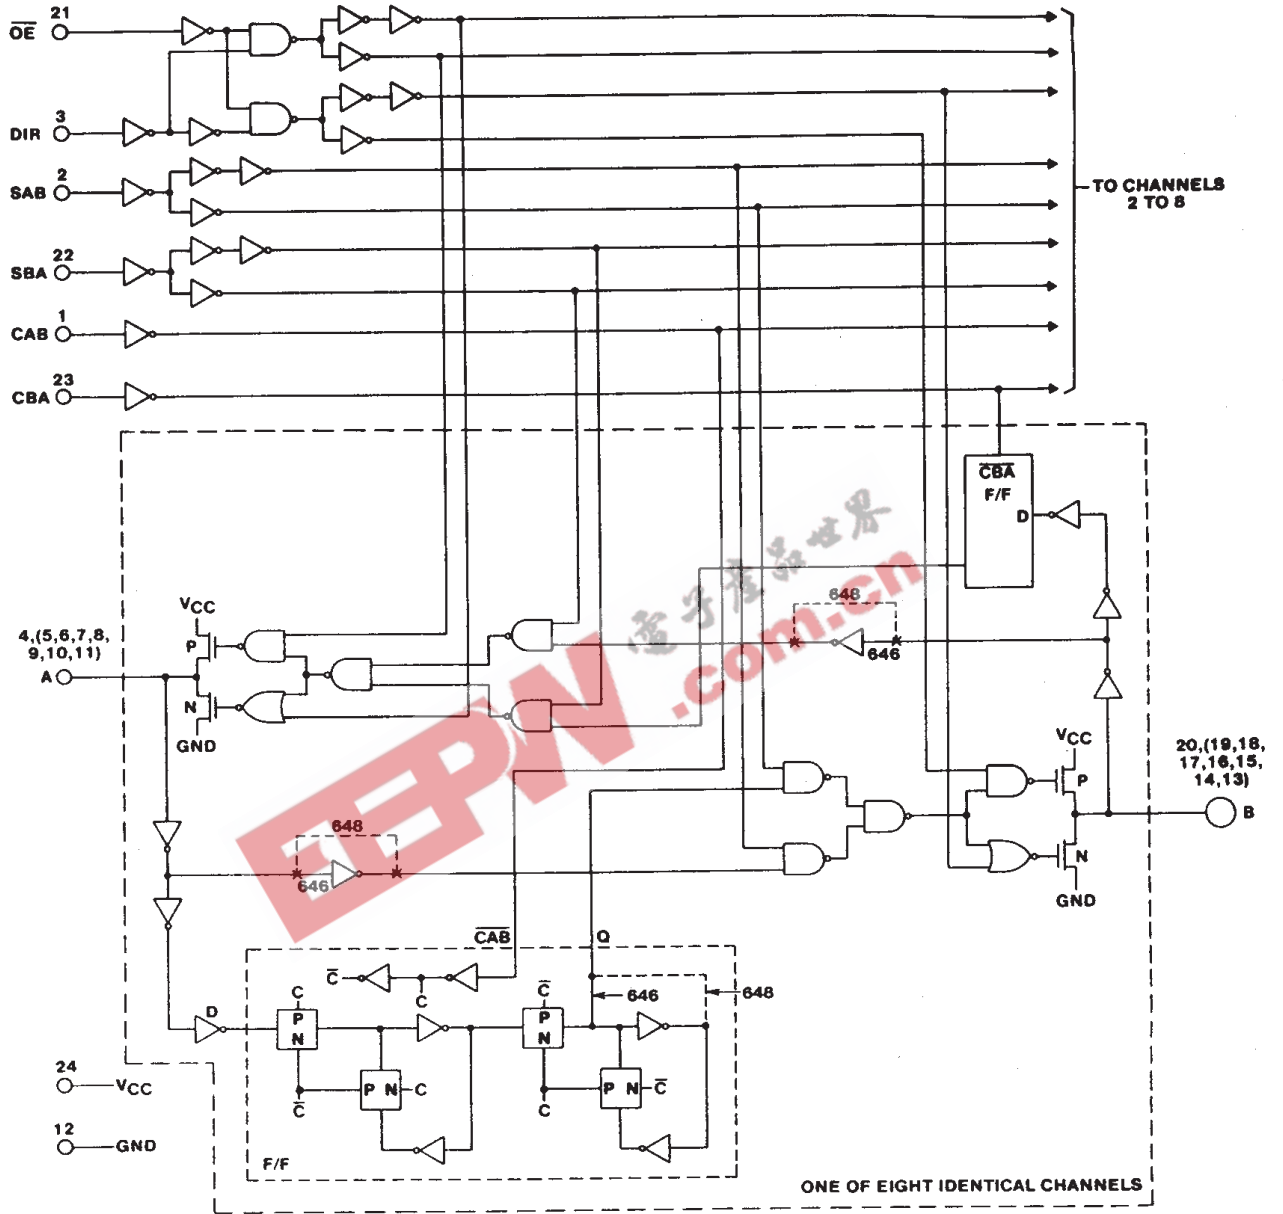 21
OE
3
DIR
2
SAB
22
SBA
1
CAB
23
CBA
TO CHANNELS
2 TO 8
CBA
F/F
D
電子產品世界
EEPW
.com.cn
648
646
VCC
P
N
GND
4,(5,6,7,8,
9,10,11)
A
VCC
P
N
GND
20,(19,18,
17,16,15,
14,13)
B
648
646
CAB
Q
C
C
C
P
N
C
D
P N
C
C
P
N
C
P N
C
646
648
F/F
24
VCC
12
GND
ONE OF EIGHT IDENTICAL CHANNELS